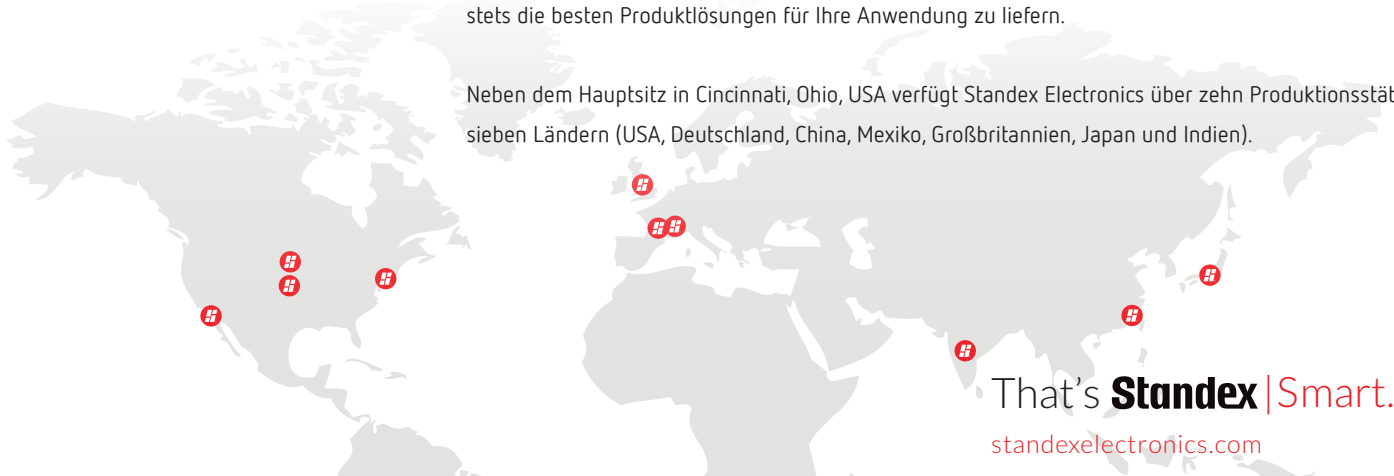 stets die besten Produktlösungen für Ihre Anwendung zu liefern.
Neben dem Hauptsitz in Cincinnati, Ohio, USA verfügt Standex Electronics über zehn Produktionsstät
sieben Ländern (USA, Deutschland, China, Mexiko, Großbritannien, Japan und Indien).
That's Standex|Smart.
standexelectronics.com